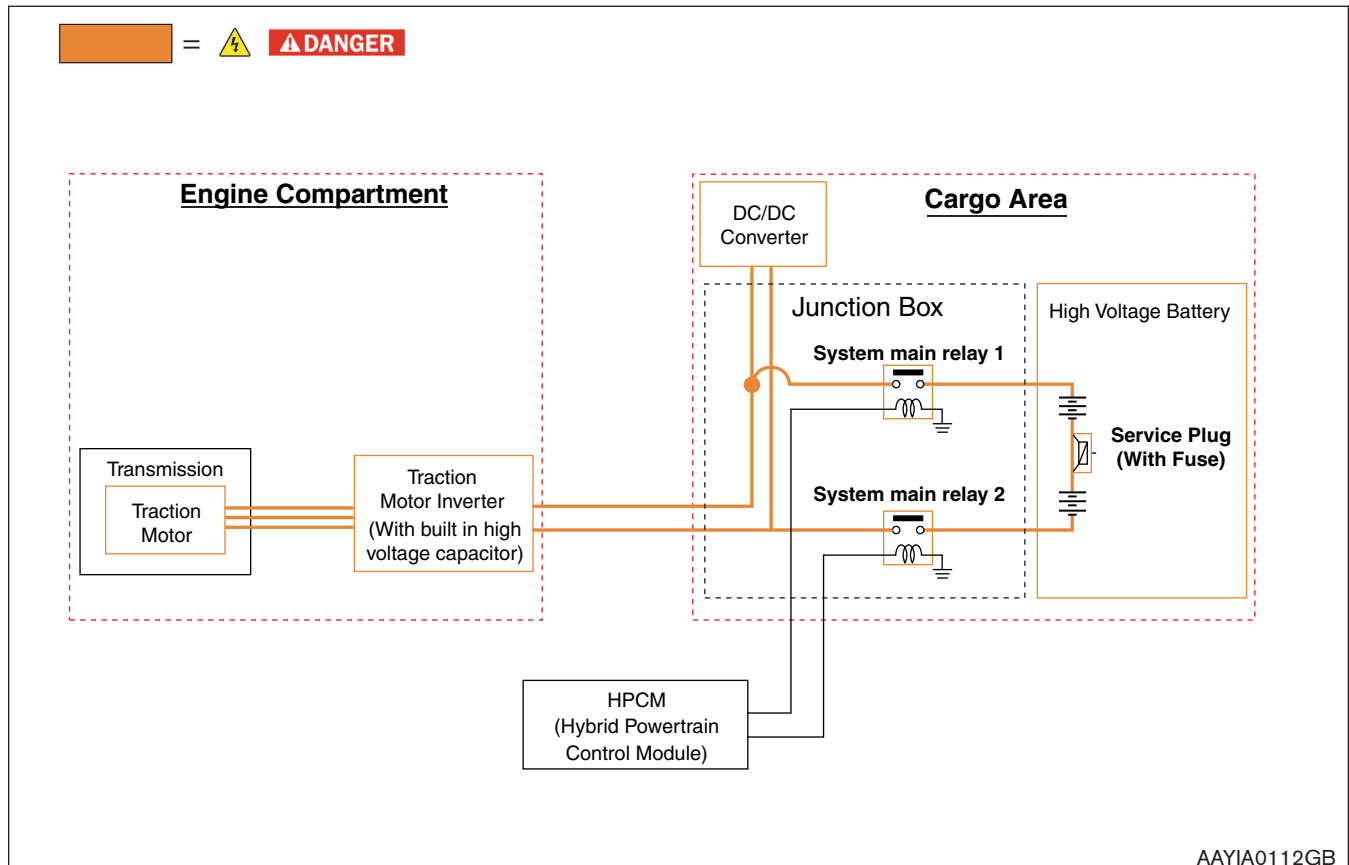 = DANGER
Engine Compartment
Cargo Area
DC/DC
Converter
Junction Box
High Voltage Battery
System main relay 1
Service Plug
(With Fuse)
System main relay 2
Transmission
Traction
Motor
Traction
Motor Inverter
(With built in high
voltage capacitor)
HPCM
(Hybrid Powertrain
Control Module)
AAYIA0112GB